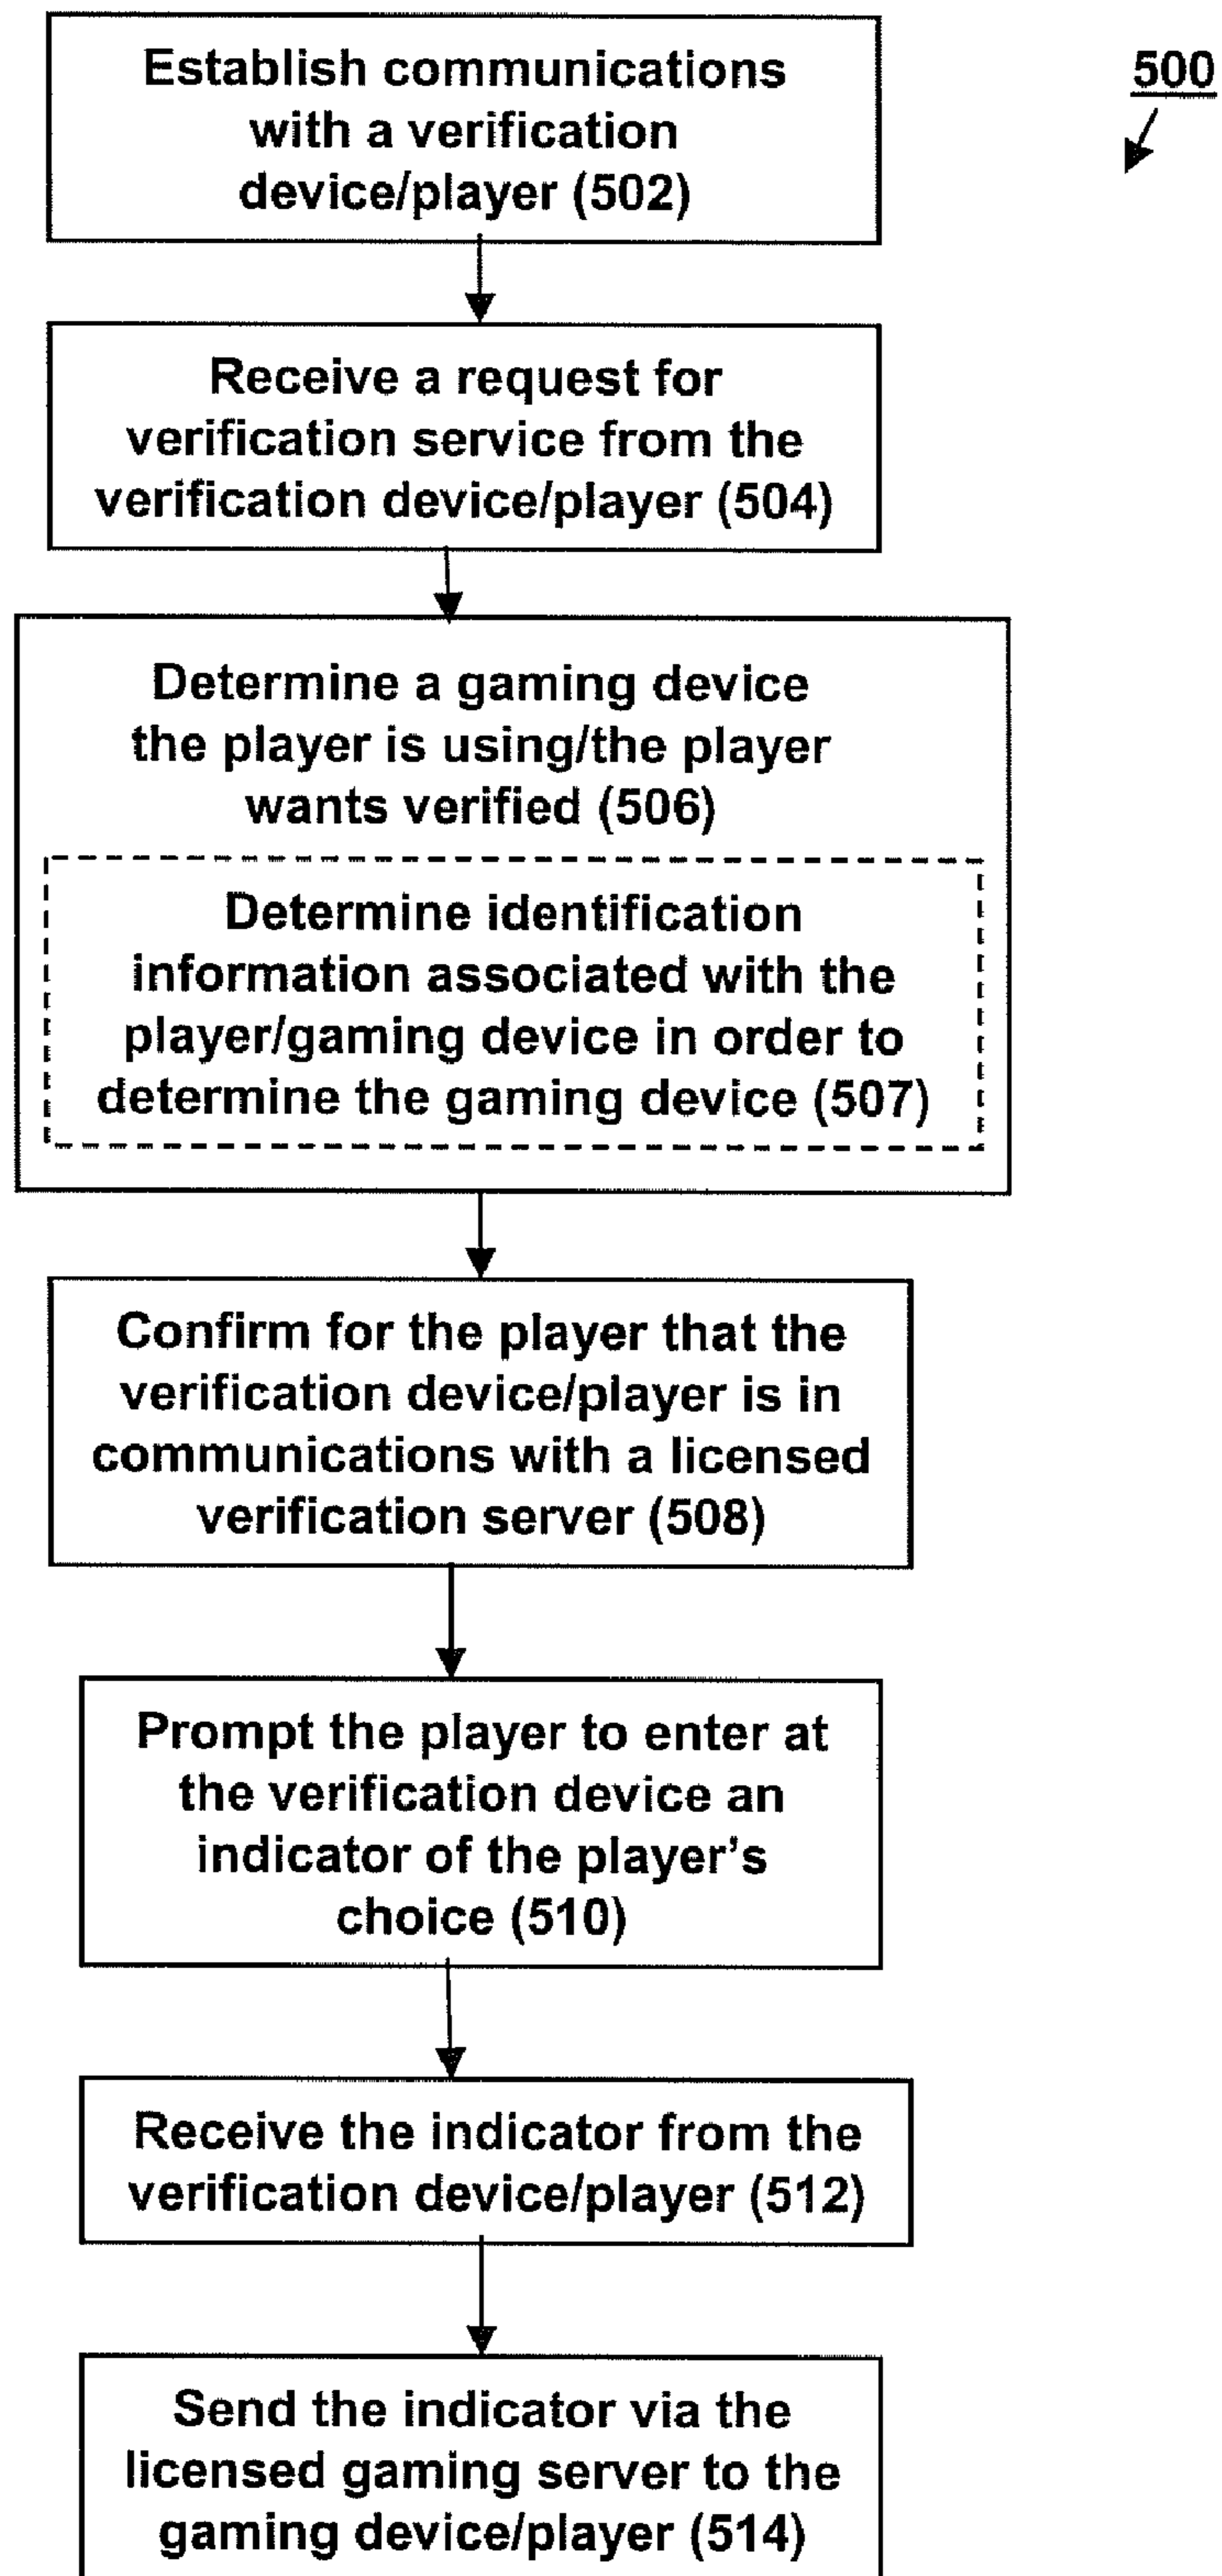 Establish communications
with a verification
device/player (502)
500
Receive a request for
verification service from the
verification device/player (504)
Determine a gaming device
the player is using/the player
wants verified (506)
Determine identification
information associated with the
player/gaming device in order to
determine the gaming device (507)
Confirm for the player that the
verification device/player is in
communications with a licensed
verification server (508)
Prompt the player to enter at
the verification device an
indicator of the player's
choice (510)
Receive the indicator from the
verification device/player (512)
Send the indicator via the
licensed gaming server to the
gaming device/player (514)